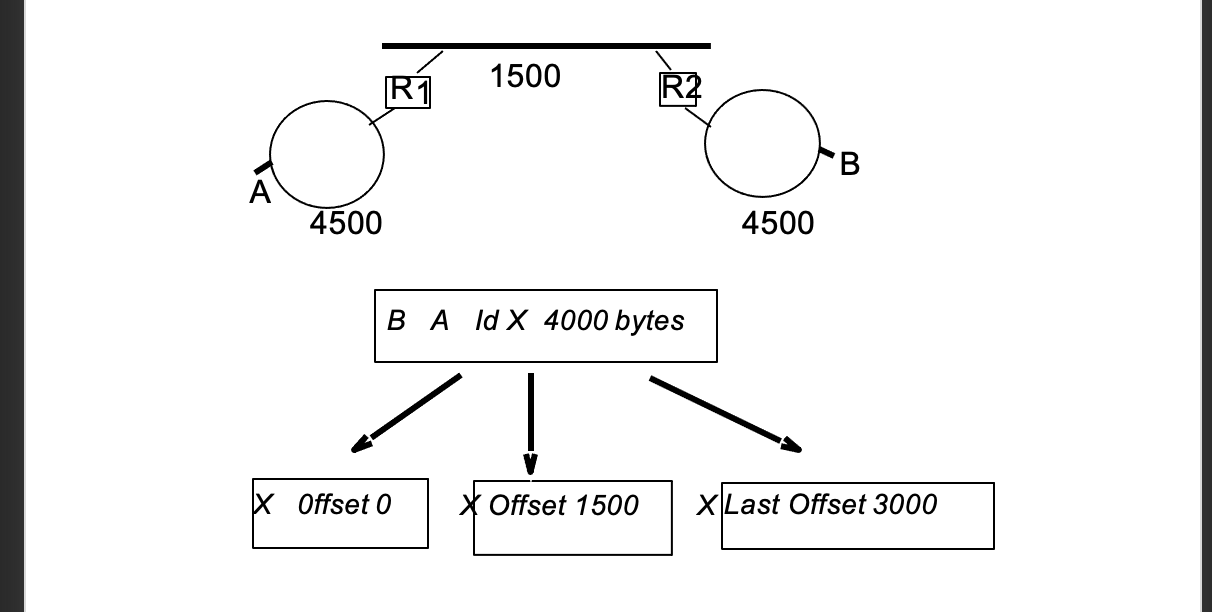 R1
1500
R2
A
B
4500
4500
B A Id X 4000 bytes
X 0ffset 0
X Offset 1500
X Last Offset 3000